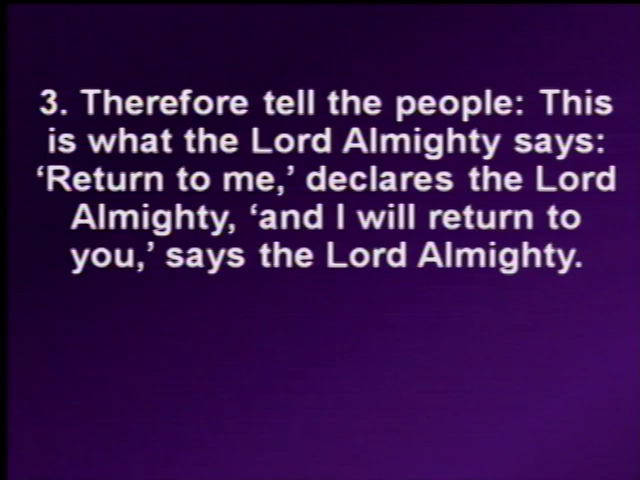 3. Therefore tell the people: This
is what the Lord Almighty says:
‘Return to me,’ declares the Lord
Almighty, ‘and I will return to
you,’ says the Lord Almighty.